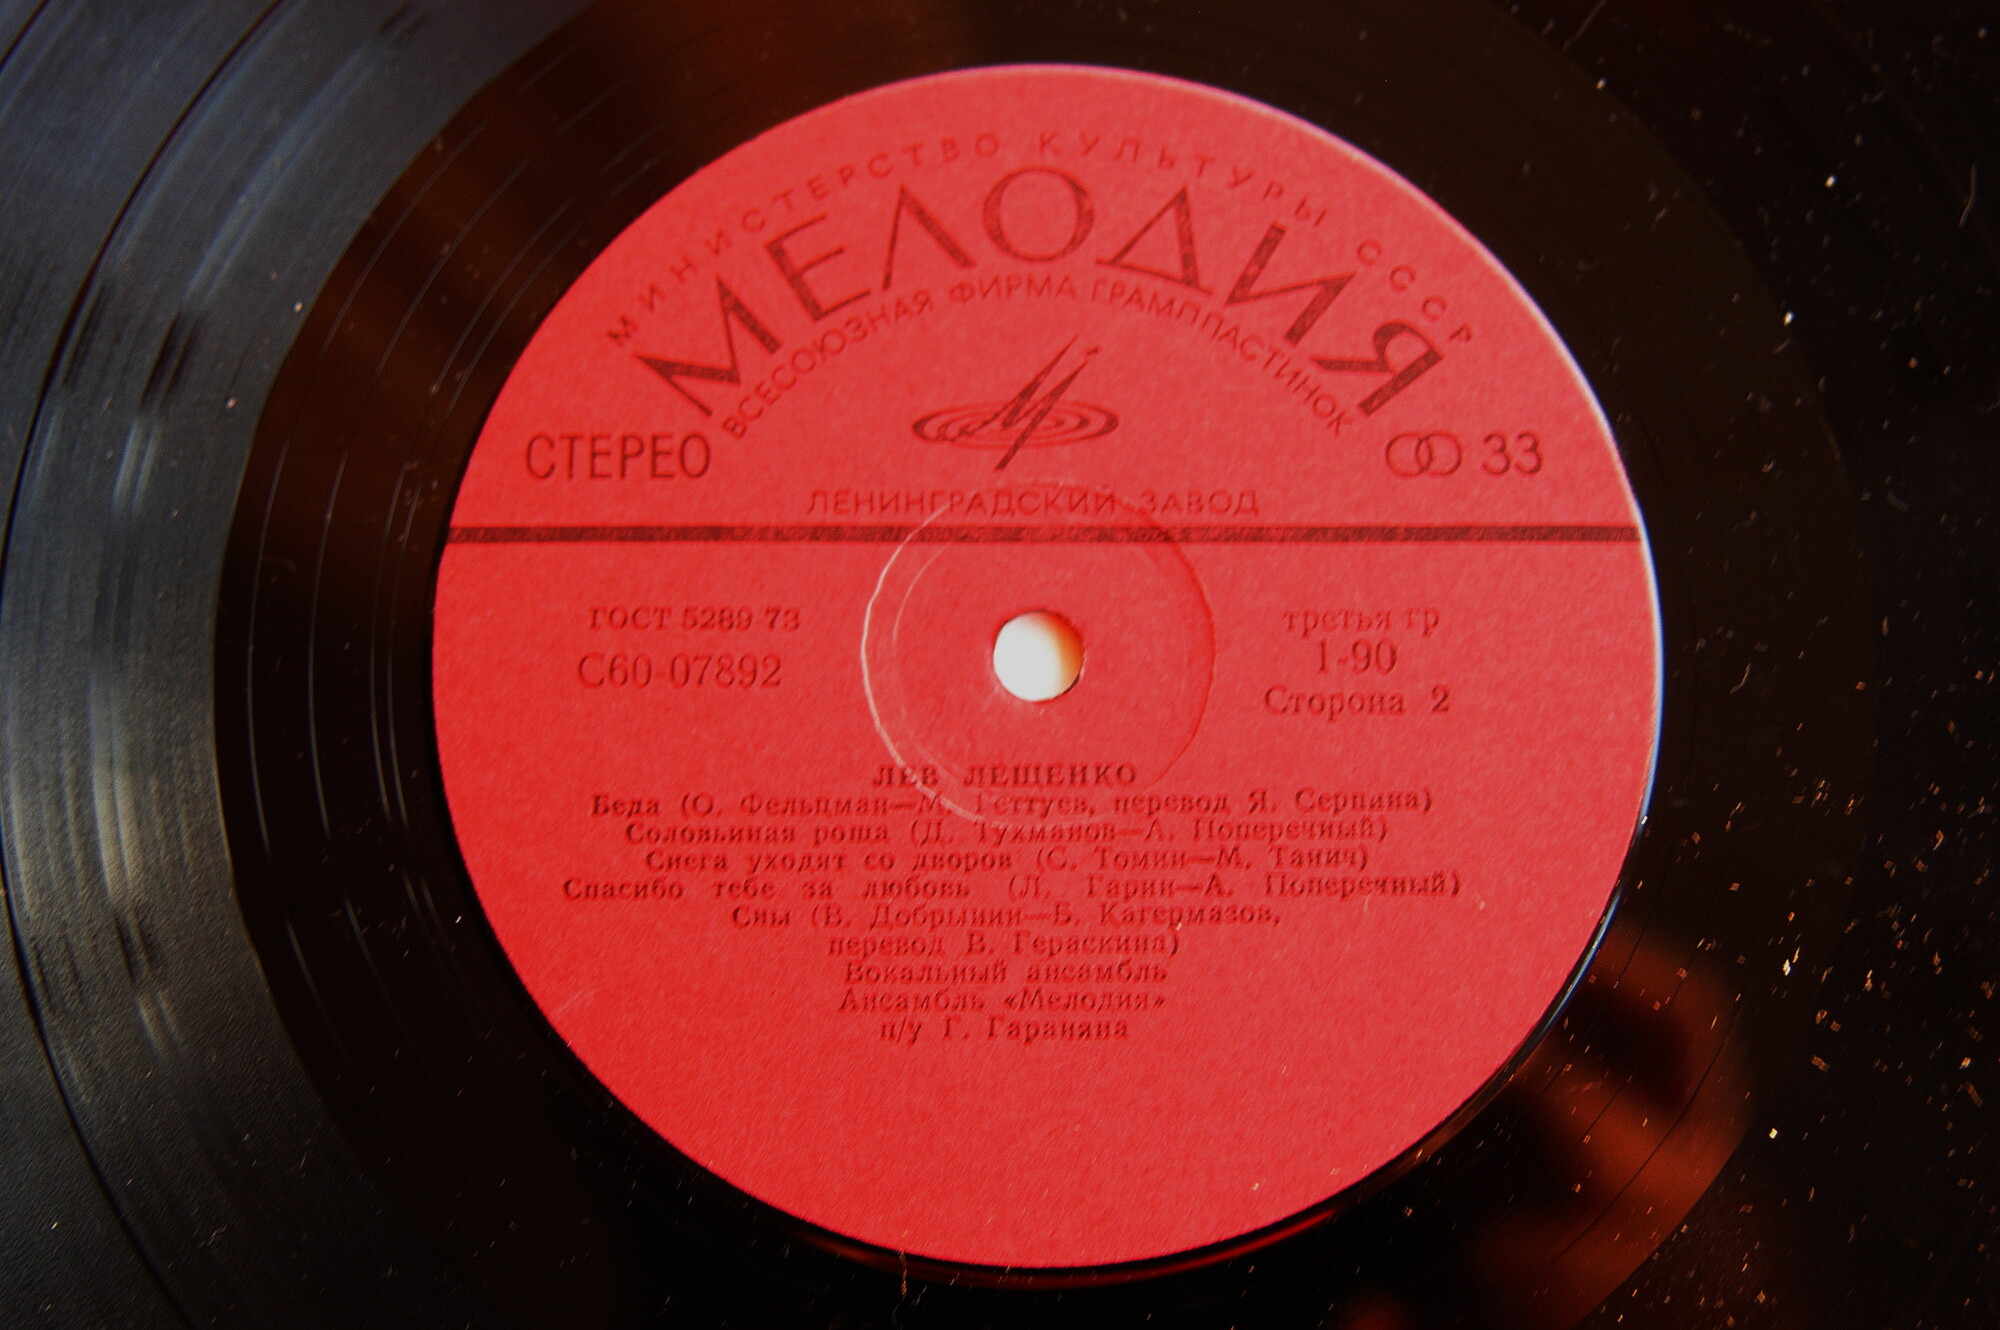 МИНИСТЕРСТВО КУЛЬТУРЫ СССР
МЕЛОДИЯ
ВСЕСОЮЗНАЯ ФИРМА ГРАМПЛАСТИНОК
СТЕРЕО
33
ЛЕНИНГРАДСКИЙ ЗАВОД
ГОСТ 5289 73
С60-07892
третья гр
1-90
Сторона 2
ЛЕВ ЛЕЩЕНКО
Беда (О. Фельцман—М. Геттуев, перевод Я. Серпина)
Соловьиная роща (Д. Тухманов—А. Поперечный)
Снега уходят со дворов (С. Томин—М. Танич)
Спасибо тебе за любовь (Л. Гарин—А. Поперечный)
Сны (В. Добрынин—Б. Кагермазов,
перевод В. Гераскина)
Вокальный ансамбль
Ансамбль «Мелодия»
п/у Г. Гараняна